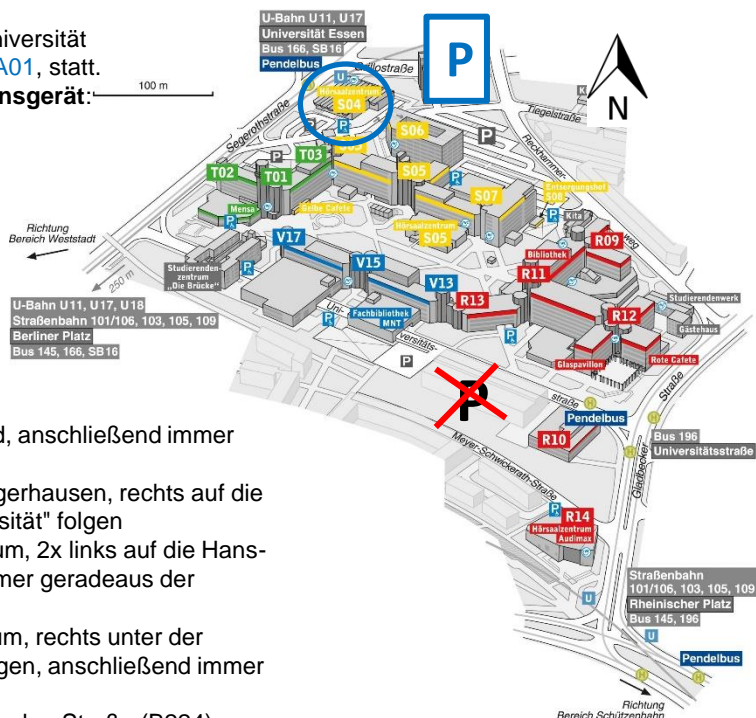 niversität
A01, statt.
nsgerät:
100 m
U-Bahn U11, U17
Universität Essen
Bus 166, SB16
Pendelbus
P
N
U
Grillostraße
Hörsaalzentrum
S04
Segerothstraße
Tiegelstraße
Reckhammer-
weg
P
S06
P
T03
T02
T01
S05
S07
Entsorgungshof
S08
Mensa
Gelbe Cafete
Hörsaalzentrum
S05
Kita
Richtung
Bereich Weststadt
250 m
V17
V15
V13
Bibliothek
R09
R11
R13
R12
Studierenden-
zentrum
„Die Brücke“
Studierendenwerk
Gästehaus
U-Bahn U11, U17, U18
Straßenbahn 101/106, 103, 105, 109
Berliner Platz
Bus 145, 166, SB16
Uni-
versitäts-
straße
Fachbibliothek
MNT
Glaspavillon
Rote Cafete
P
P
H
Pendelbus
R10
Gladbecker
Straße
H
Bus 196
Universitätsstraße
H
Meyer-Schwickerath-Straße
d, anschließend immer
gerhausen, rechts auf die
sität" folgen
um, 2x links auf die Hans-
mer geradeaus der
um, rechts unter der
gen, anschließend immer
R14
Hörsaalzentrum
Audimax
Straßenbahn
101/106, 103, 105, 109
Rheinischer Platz
Bus 145, 196
U
U
Pendelbus
H
H
Richtung
Bereich Schützenbahn